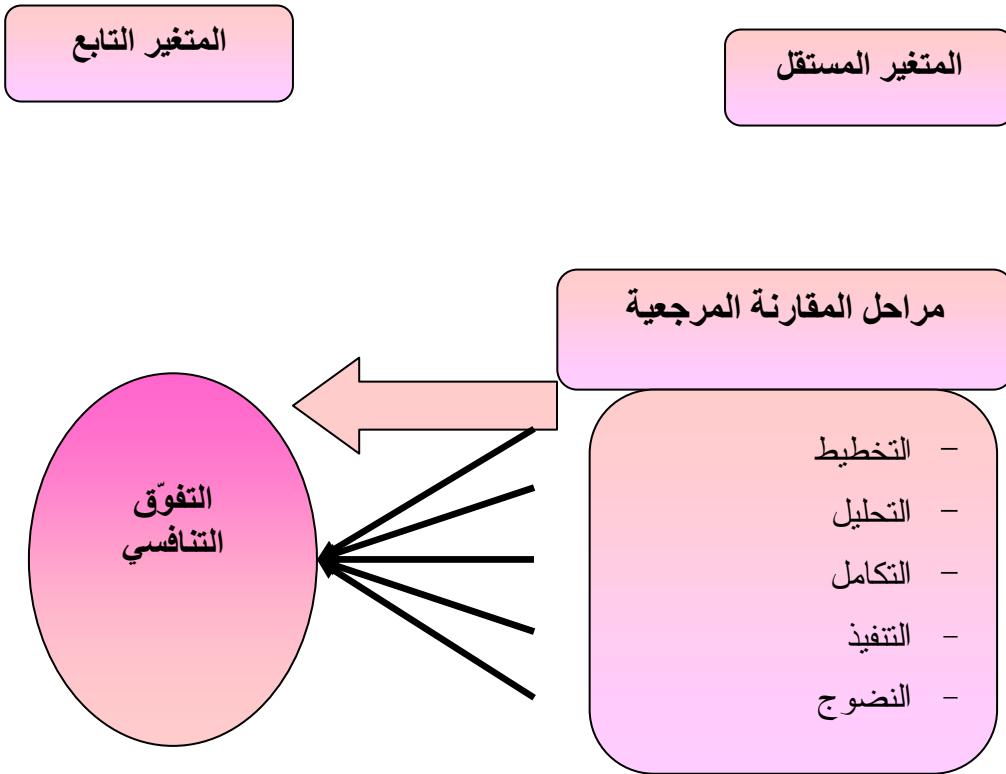 المتغير المستقل
المتغير التابع
مراحل المقارنة المرجعية
- التخطيط
- التحليل
- التكامل
- التنفيذ
- النضوج
التفوّق
التنافسي